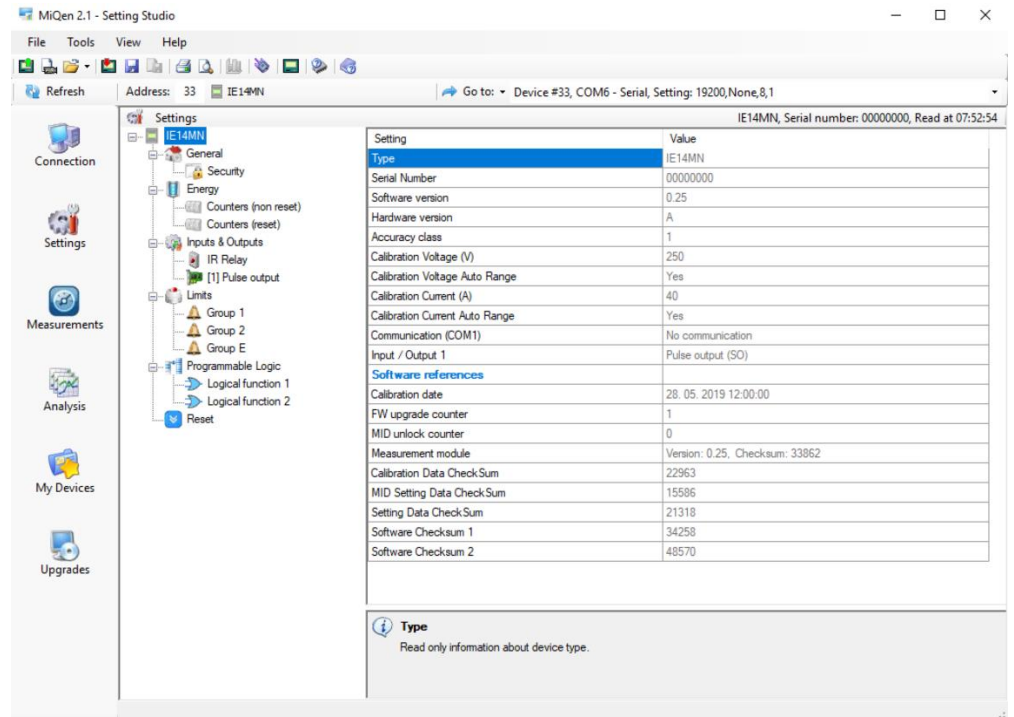 MiQen 2.1 - Setting Studio
File Tools View Help
Refresh Address: 33 IE14MN Go to: Device #33, COM6 - Serial, Setting: 19200,None,8,1
Connection
Settings
Measurements
Analysis
My Devices
Upgrades
Settings IE14MN, Serial number: 00000000, Read at 07:52:54
IE14MN
General
Security
Energy
Counters (non reset)
Counters (reset)
Inputs & Outputs
IR Relay
[1] Pulse output
Limits
Group 1
Group 2
Group E
Programmable Logic
Logical function 1
Logical function 2
Reset
Setting Value
Type IE14MN
Serial Number 00000000
Software version 0.25
Hardware version A
Accuracy class 1
Calibration Voltage (V) 250
Calibration Voltage Auto Range Yes
Calibration Current (A) 40
Calibration Current Auto Range Yes
Communication (COM1) No communication
Input / Output 1 Pulse output (SO)
Software references
Calibration date 28. 05. 2019 12:00:00
FW upgrade counter 1
MID unlock counter 0
Measurement module Version: 0.25, Checksum: 33862
Calibration Data CheckSum 22963
MID Setting Data CheckSum 15586
Setting Data CheckSum 21318
Software Checksum 1 34258
Software Checksum 2 48570
Type
Read only information about device type.